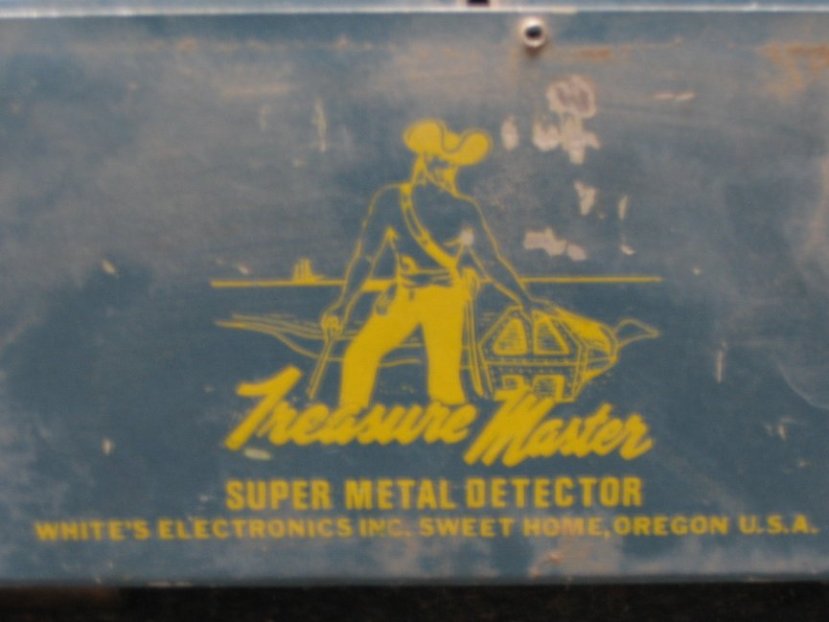 Treasure Master
SUPER METAL DETECTOR
WHITE'S ELECTRONICS INC. SWEET HOME, OREGON U.S.A.